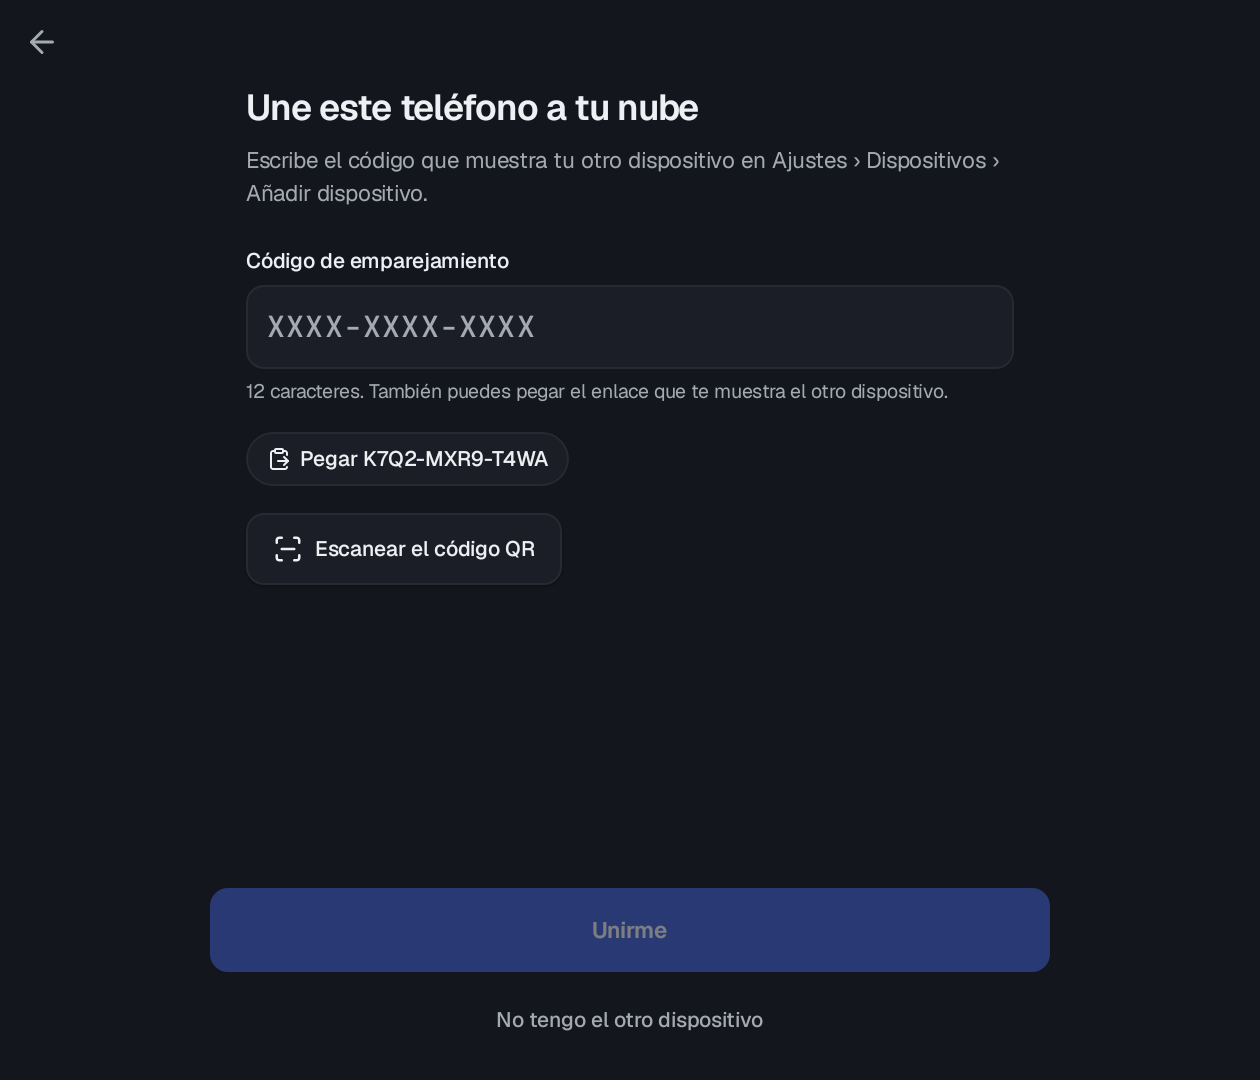 Une este teléfono a tu nube
Escribe el código que muestra tu otro dispositivo en Ajustes › Dispositivos ›
Añadir dispositivo.
Código de emparejamiento
XXXX-XXXX-XXXX
12 caracteres. También puedes pegar el enlace que te muestra el otro dispositivo.
Pegar K7Q2-MXR9-T4WA
Escanear el código QR
Unirme
No tengo el otro dispositivo